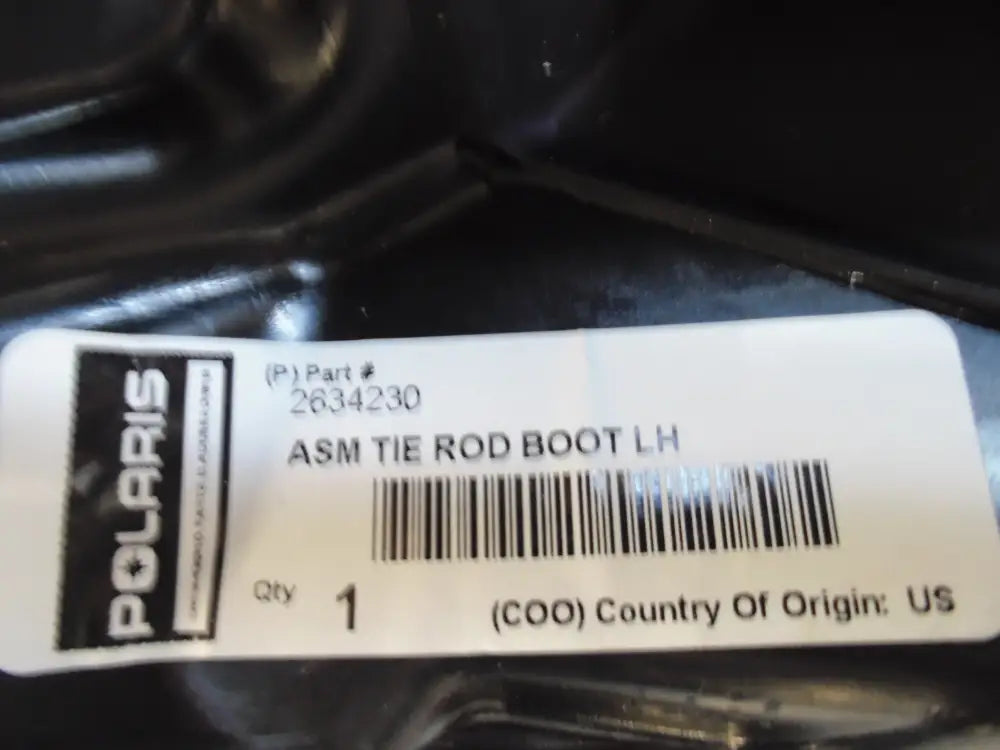 POLARIS
(P) Part #
2634230
ASM TIE ROD BOOT LH
Qty 1
(COO) Country Of Origin: US